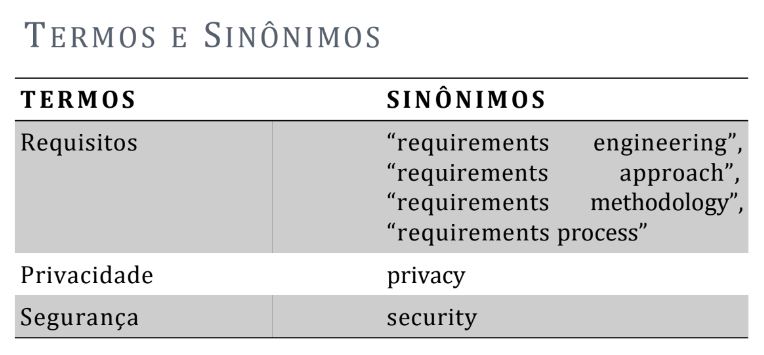 TERMOS E SINÔNIMOS
TERMOS SINÔNIMOS
Requisitos “requirements engineering”,
“requirements approach”,
“requirements methodology”,
“requirements process”
Privacidade privacy
Segurança security